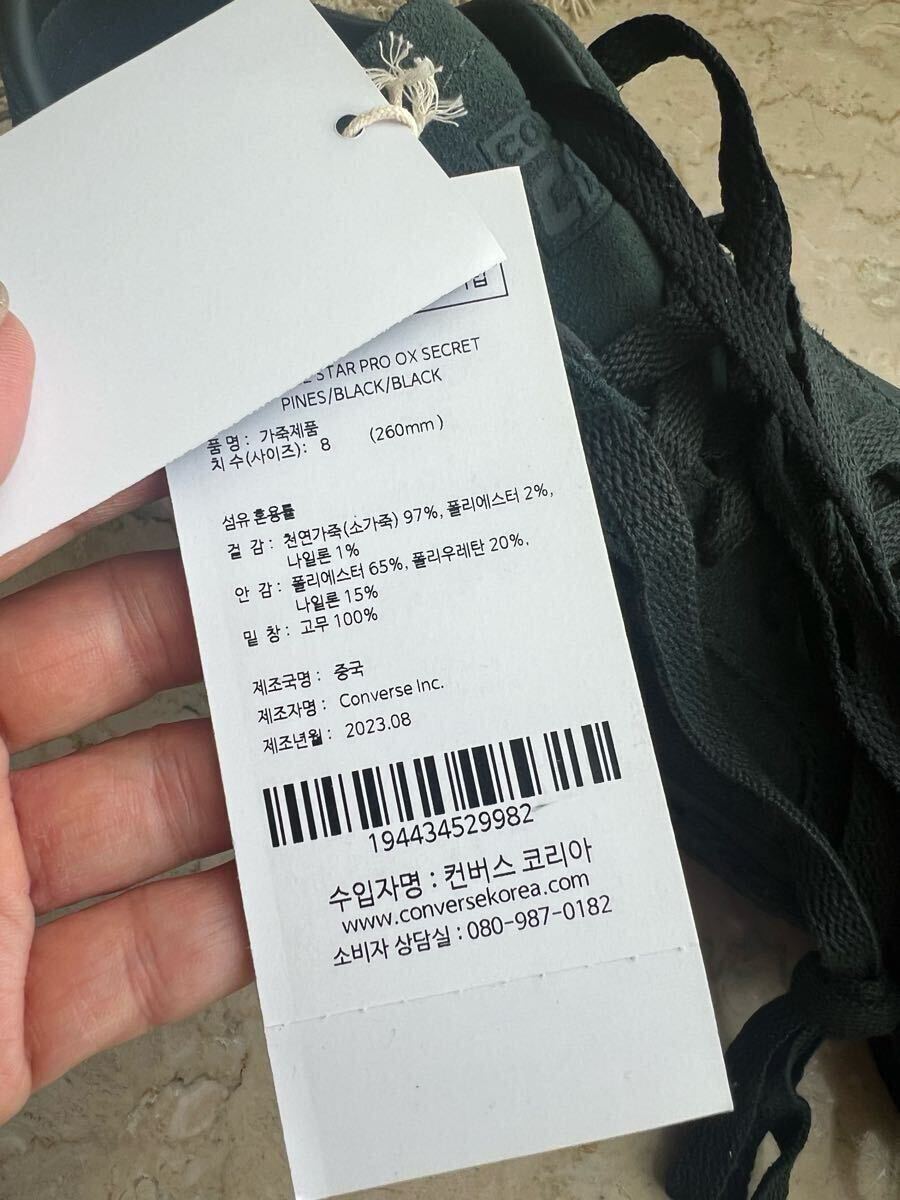 STAR PRO OX SECRET
PINES/BLACK/BLACK
품 명 : 가죽제품
치 수(사이즈): 8 (260mm)
섬유 혼용률
겉 감 : 천연가죽(소가죽) 97%, 폴리에스터 2%,
나일론 1%
안 감 : 폴리에스터 65%, 폴리우레탄 20%,
나일론 15%
밑 창 : 고무 100%
제조국명 : 중국
제조자명 : Converse Inc.
제조년월 : 2023.08
194434529982
수입자명 : 컨버스 코리아
www.conversekorea.com
소비자 상담실 : 080-987-0182